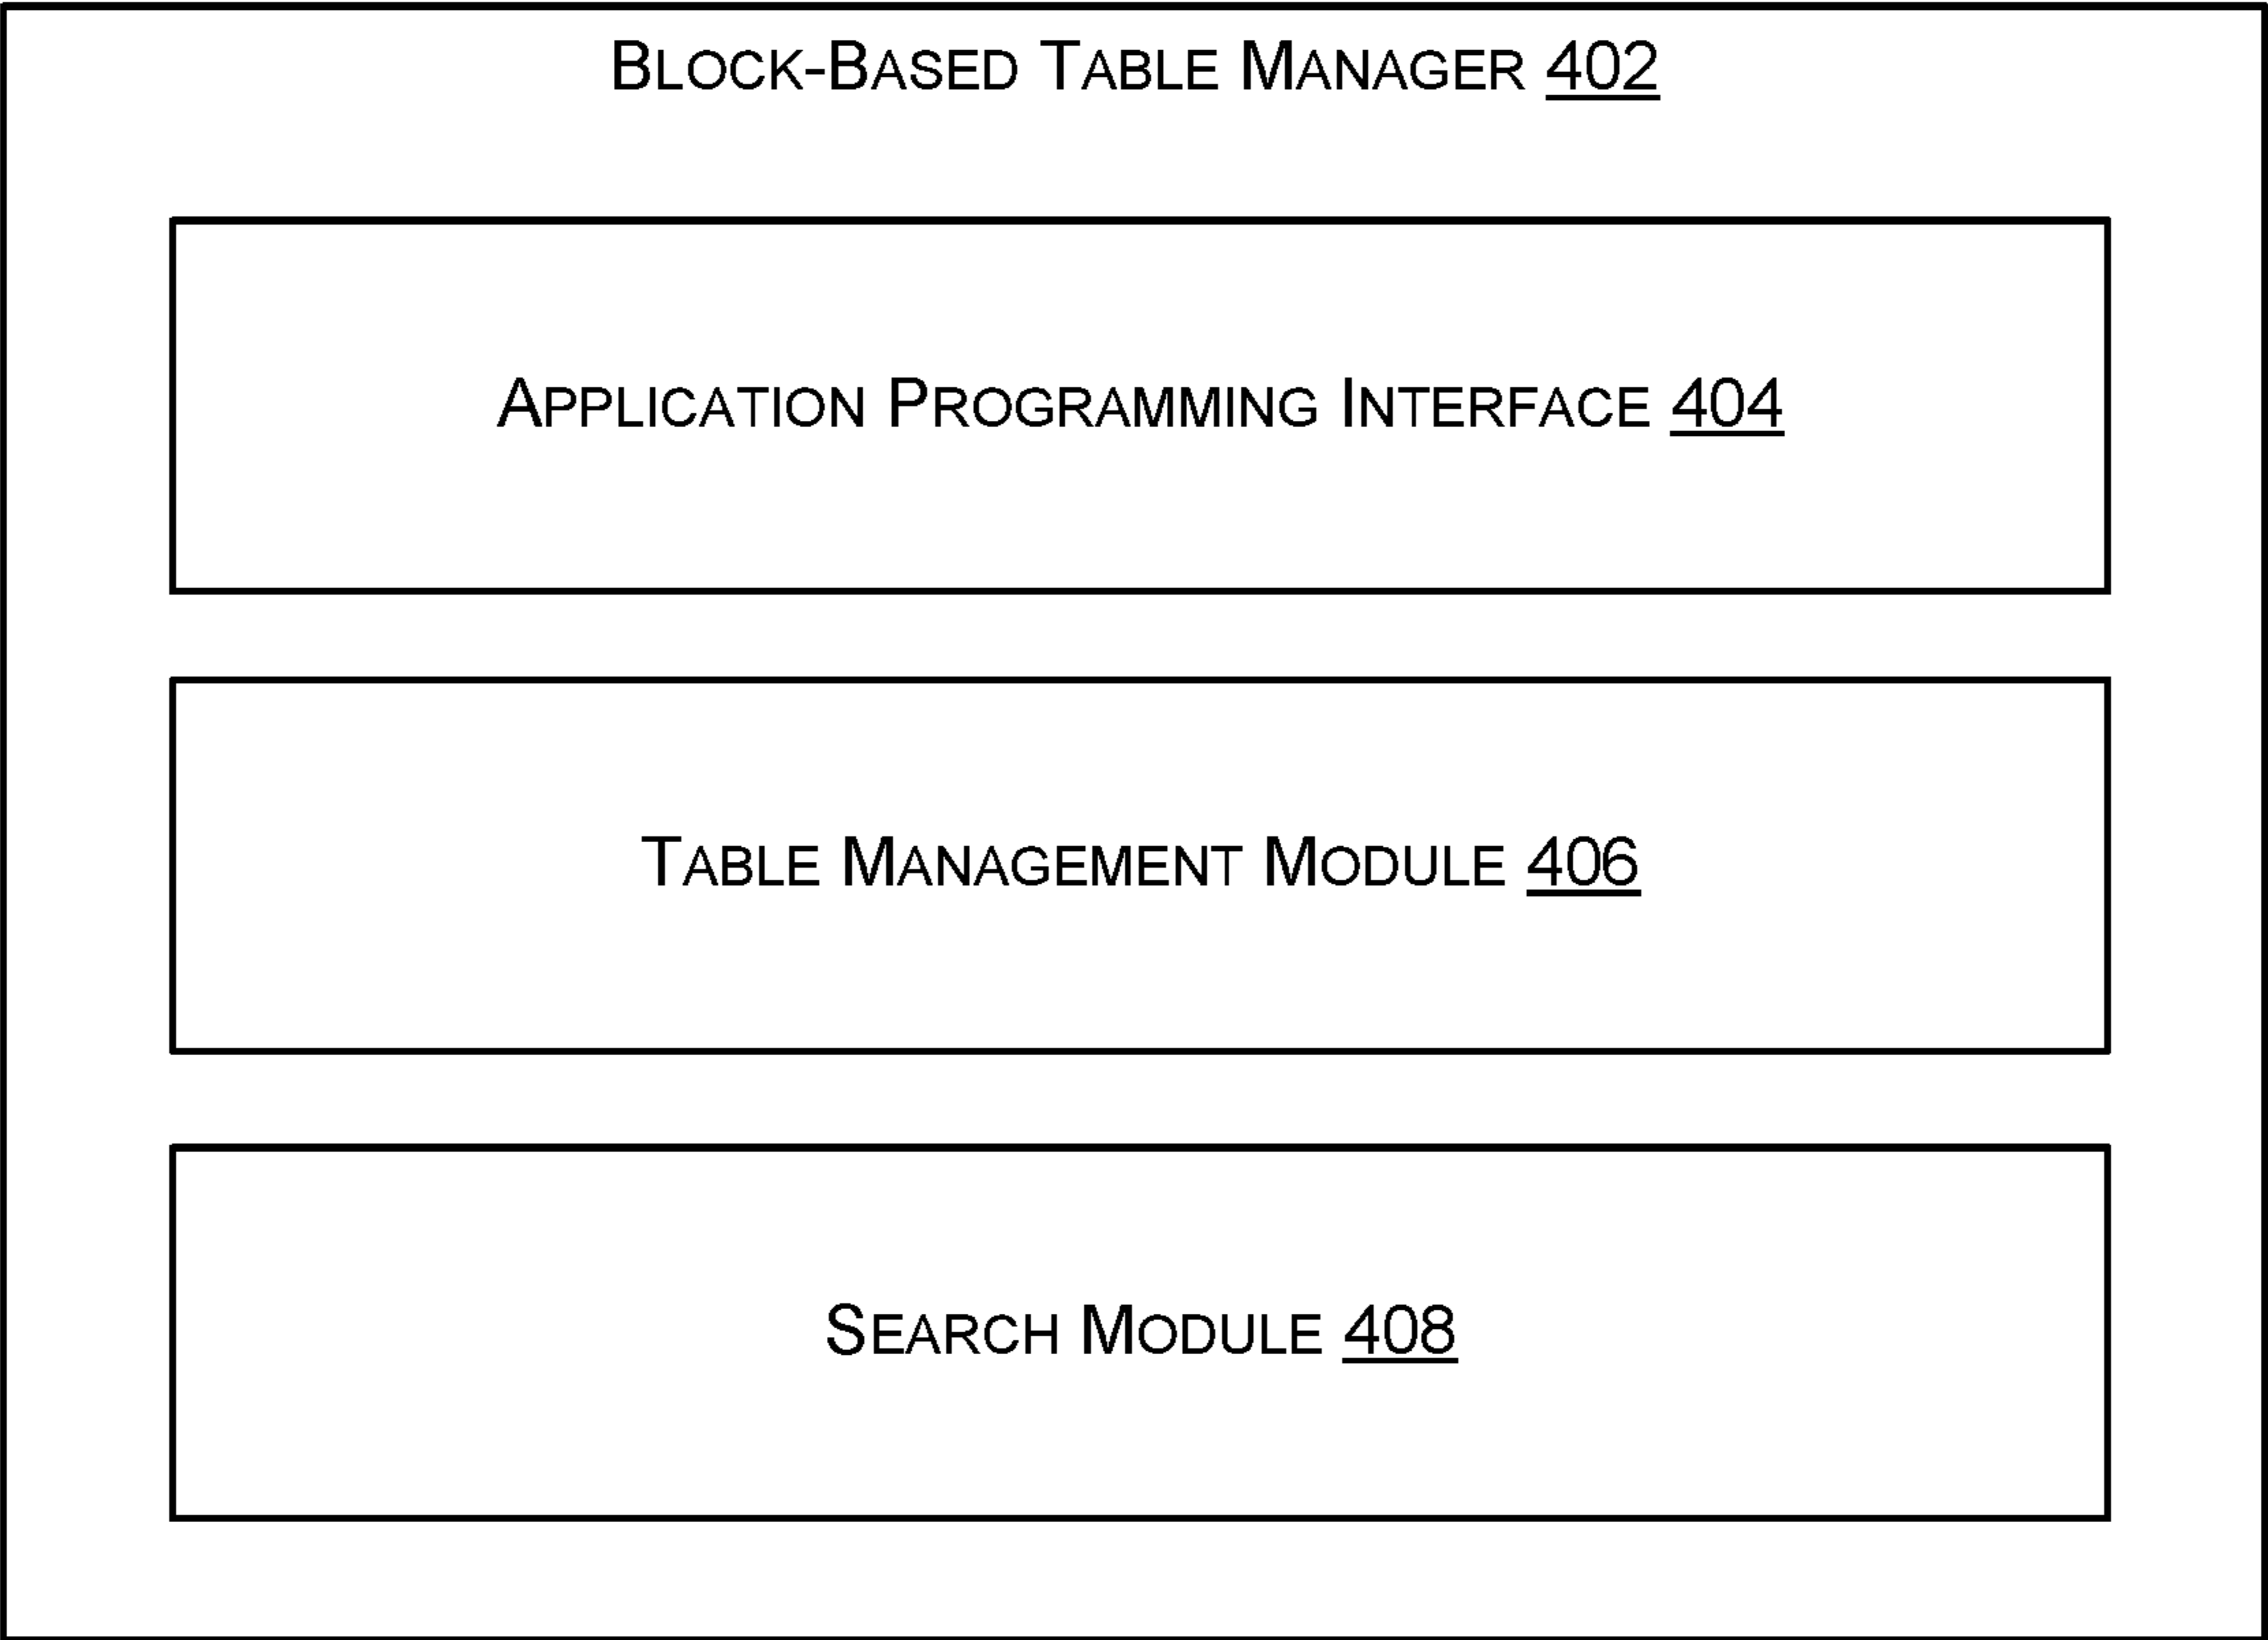 BLOCK-BASED TABLE MANAGER 402
APPLICATION PROGRAMMING INTERFACE 404
TABLE MANAGEMENT MODULE 406
SEARCH MODULE 408